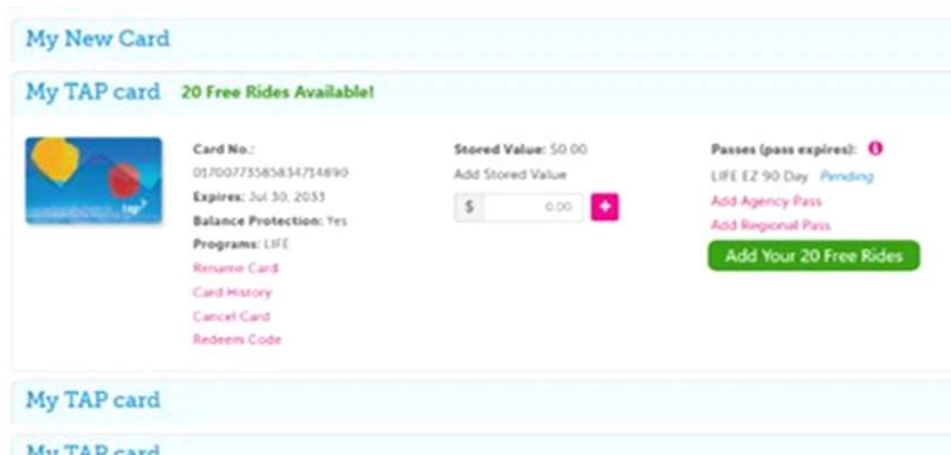 My New Card
My TAP card 20 Free Rides Available!
Card No.:
01700773585834714890
Expires: Jul 30, 2033
Balance Protection: Yes
Programs: LIFE
Rename Card
Card History
Cancel Card
Redeem Code
tap
Stored Value: $0.00
Add Stored Value
$ 0.00 +
Passes (pass expires):
LIFE EZ 90 Day Pending
Add Agency Pass
Add Regional Pass
Add Your 20 Free Rides
My TAP card
My TAP card